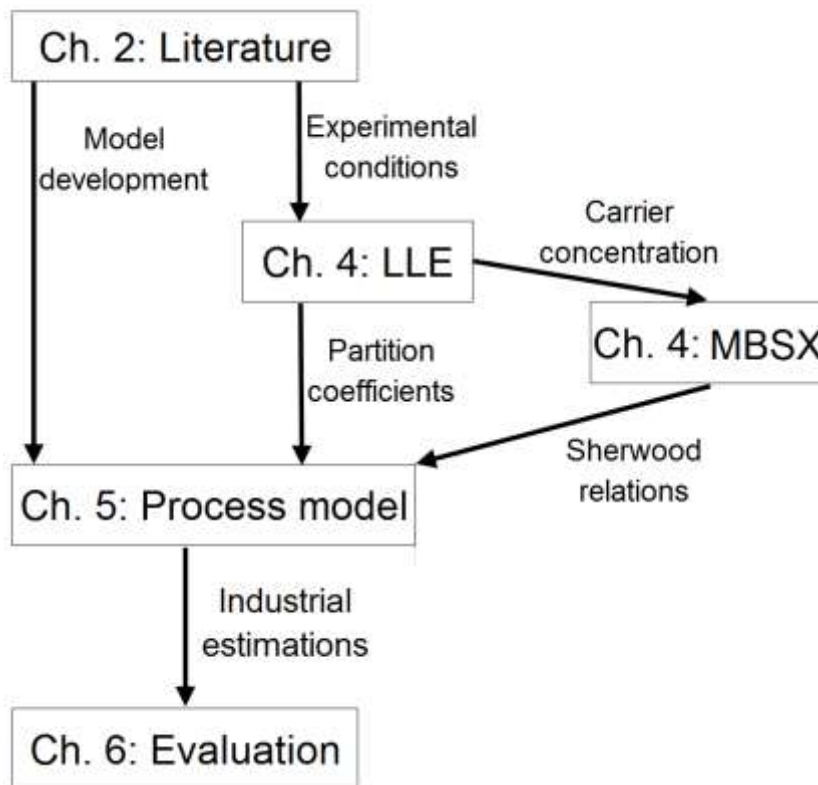 Ch. 2: Literature
Model
development
Experimental
conditions
Ch. 4: LLE
Carrier
concentration
Partition
coefficients
Ch. 4: MBSX
Sherwood
relations
Ch. 5: Process model
Industrial
estimations
Ch. 6: Evaluation